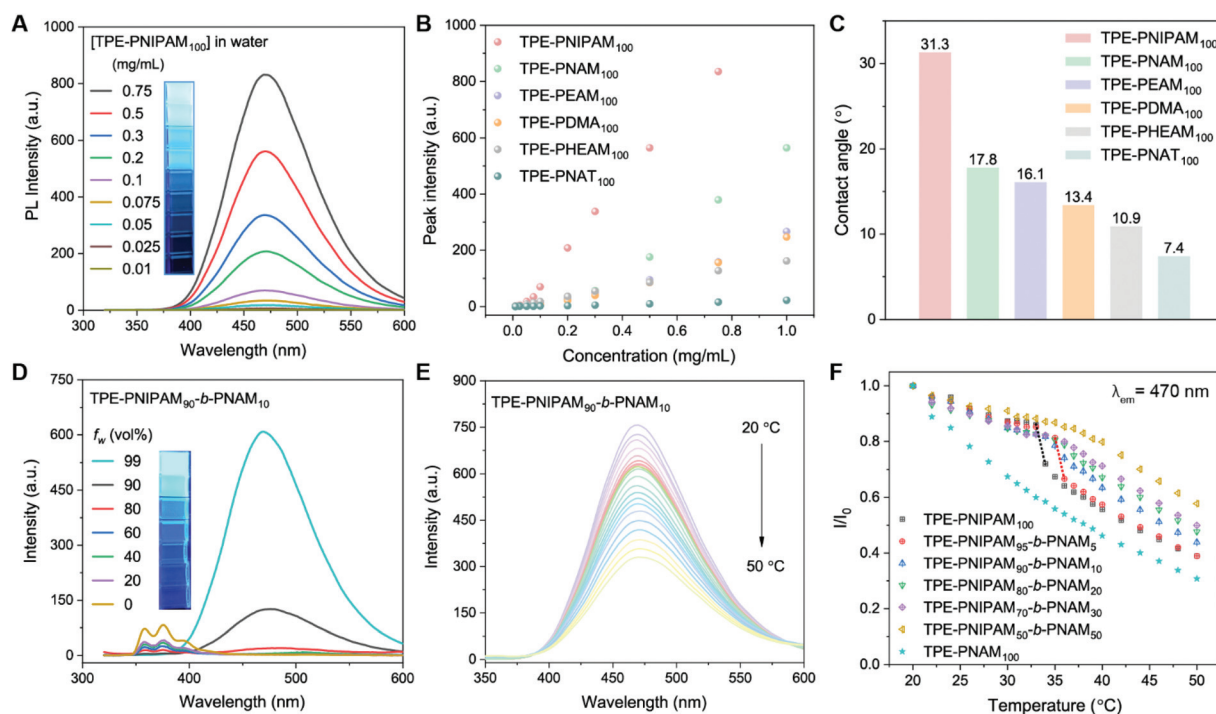 A
[TPE-PNIPAM₁₀₀] in water
(mg/mL)
0.75
0.5
0.3
0.2
0.1
0.075
0.05
0.025
0.01
PL Intensity (a.u.)
1000
800
600
400
200
0
300 350 400 450 500 550 600
Wavelength (nm)
B
TPE-PNIPAM₁₀₀
TPE-PNAM₁₀₀
TPE-PEAM₁₀₀
TPE-PDMA₁₀₀
TPE-PHEAM₁₀₀
TPE-PNAT₁₀₀
Peak intensity (a.u.)
1000
800
600
400
200
0
0.0 0.2 0.4 0.6 0.8 1.0
Concentration (mg/mL)
C
31.3
17.8
16.1
13.4
10.9
7.4
TPE-PNIPAM₁₀₀
TPE-PNAM₁₀₀
TPE-PEAM₁₀₀
TPE-PDMA₁₀₀
TPE-PHEAM₁₀₀
TPE-PNAT₁₀₀
Contact angle (°)
30
20
10
0
D
TPE-PNIPAM₉₀-b-PNAM₁₀
fw (vol%)
99
90
80
60
40
20
0
Intensity (a.u.)
750
600
450
300
150
0
300 350 400 450 500 550 600
Wavelength (nm)
E
TPE-PNIPAM₉₀-b-PNAM₁₀
20 °C
50 °C
Intensity (a.u.)
900
750
600
450
300
150
0
350 400 450 500 550 600
Wavelength (nm)
F
λem = 470 nm
TPE-PNIPAM₁₀₀
TPE-PNIPAM₉₅-b-PNAM₅
TPE-PNIPAM₉₀-b-PNAM₁₀
TPE-PNIPAM₈₀-b-PNAM₂₀
TPE-PNIPAM₇₀-b-PNAM₃₀
TPE-PNIPAM₅₀-b-PNAM₅₀
TPE-PNAM₁₀₀
I/I₀
1.0
0.8
0.6
0.4
0.2
0.0
20 25 30 35 40 45 50
Temperature (°C)